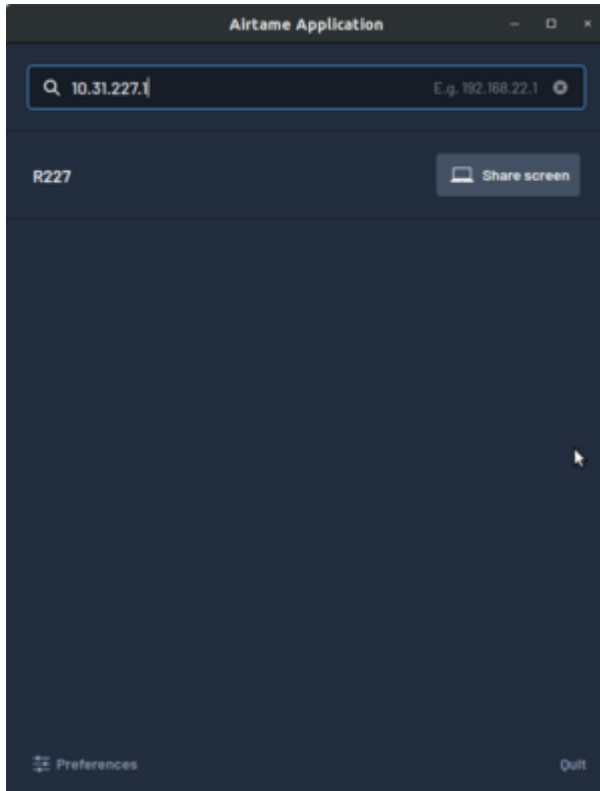 Airtame Application
10.31.227.1 E.g. 192.168.22.1
R227 Share screen
Preferences Quit